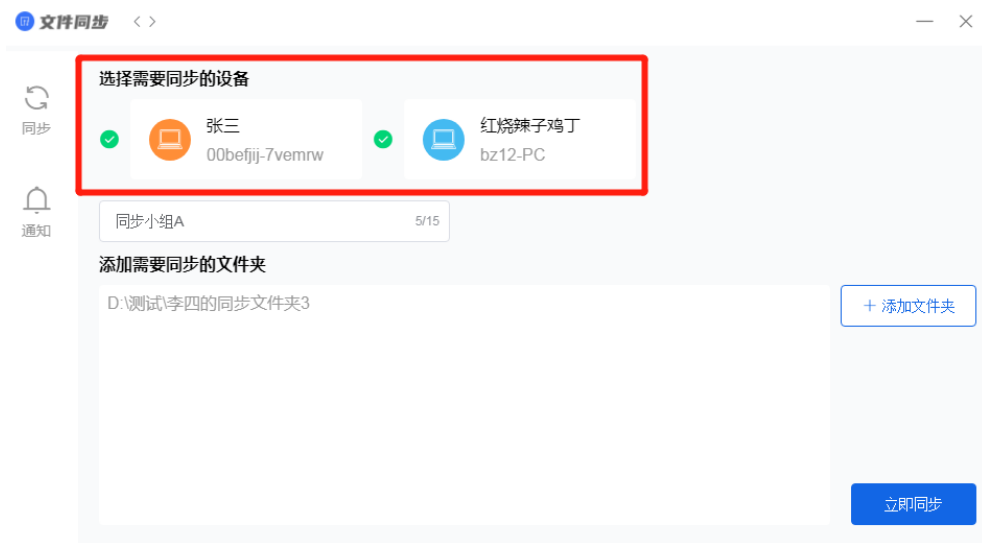 文件同步
同步
通知
选择需要同步的设备
张三
00befjij-7vemrw
红烧辣子鸡丁
bz12-PC
同步小组A 5/15
添加需要同步的文件夹
D:\测试\李四的同步文件夹3
+ 添加文件夹
立即同步